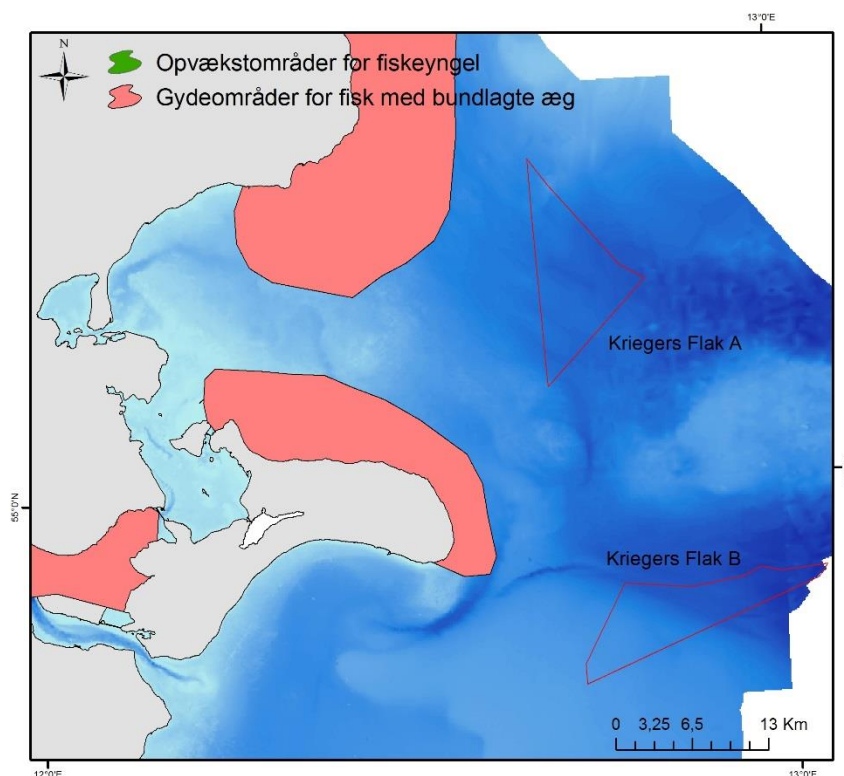 13°0'E
N
Opvækstområder før fiskeyngel
Gydeområder for fisk med bundlagte æg
Kriegers Flak A
55°0'N
Kriegers Flak B
0 3,25 6,5 13 Km
12°0'E 13°0'E